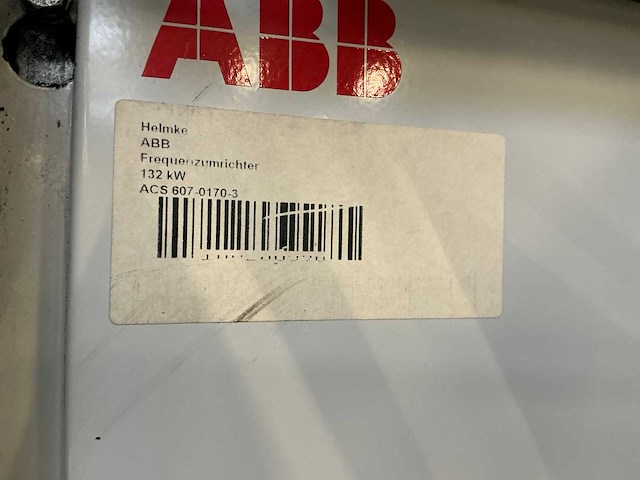 ABB
Helmke
ABB
Frequenzumrichter
132 kW
ACS 607-0170-3